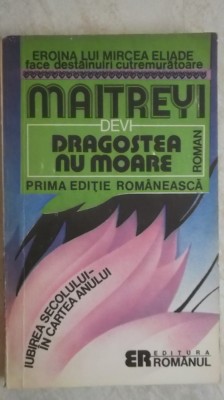 EROINA LUI MIRCEA ELIADE
face destăinuiri cutremurătoare
MAITREYI
DEVI
DRAGOSTEA
NU MOARE
ROMAN
PRIMA EDIȚIE ROMÂNEASCĂ
IUBIREA SECOLULUI-
ÎN CARTEA ANULUI
ER EDITURA
ROMÂNUL